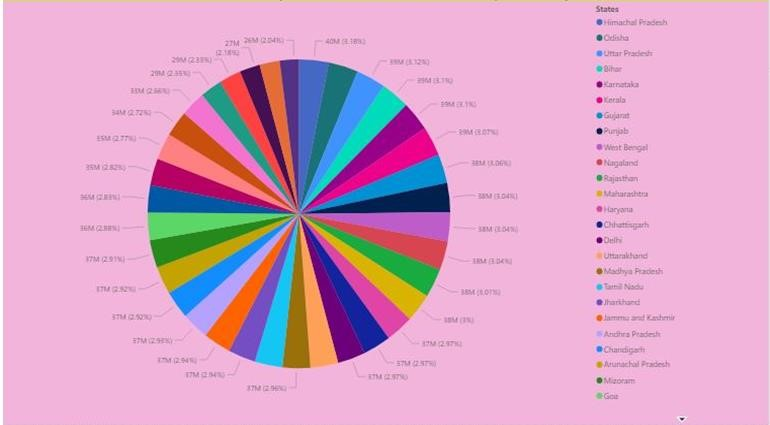 26M (2.04%)
40M (3.18%)
27M
(2.18%)
39M (3.12%)
29M (2.33%)
39M (3.1%)
29M (2.35%)
39M (3.1%)
33M (2.66%)
39M (3.07%)
34M (2.72%)
38M (3.06%)
35M (2.77%)
38M (3.04%)
35M (2.82%)
38M (3.04%)
36M (2.83%)
38M (3.04%)
36M (2.88%)
38M (3.01%)
37M (2.91%)
38M (3%)
37M (2.92%)
37M (2.97%)
37M (2.92%)
37M (2.97%)
37M (2.93%)
37M (2.97%)
37M (2.94%)
37M (2.94%)
37M (2.96%)
States
Himachal Pradesh
Odisha
Uttar Pradesh
Bihar
Karnataka
Kerala
Gujarat
Punjab
West Bengal
Nagaland
Rajasthan
Maharashtra
Haryana
Chhattisgarh
Delhi
Uttarakhand
Madhya Pradesh
Tamil Nadu
Jharkhand
Jammu and Kashmir
Andhra Pradesh
Chandigarh
Arunachal Pradesh
Mizoram
Goa